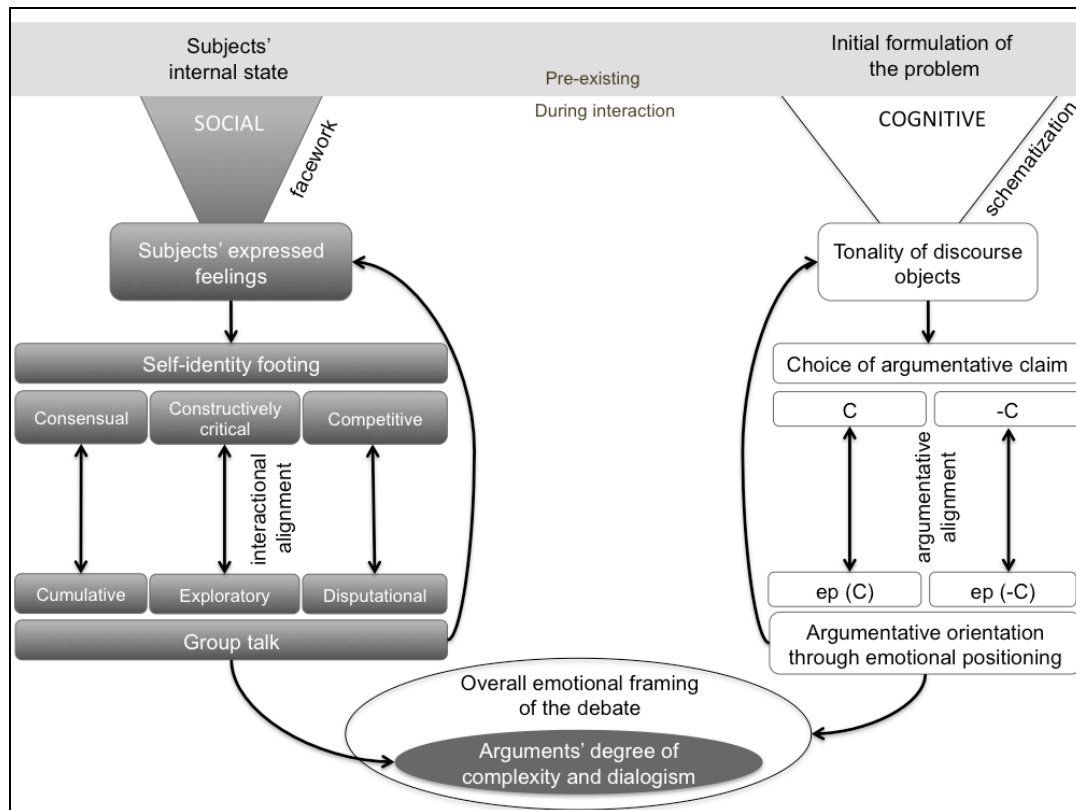 Subjects'
internal state
Pre-existing
Initial formulation of
the problem
During interaction
SOCIAL
facework
COGNITIVE
schematization
Subjects' expressed
feelings
Tonality of discourse
objects
Self-identity footing
Choice of argumentative claim
Consensual
Constructively
critical
Competitive
C
-C
interactional
alignment
argumentative
alignment
Cumulative
Exploratory
Disputational
ep (C)
ep (-C)
Group talk
Argumentative orientation
through emotional positioning
Overall emotional framing
of the debate
Arguments' degree of
complexity and dialogism